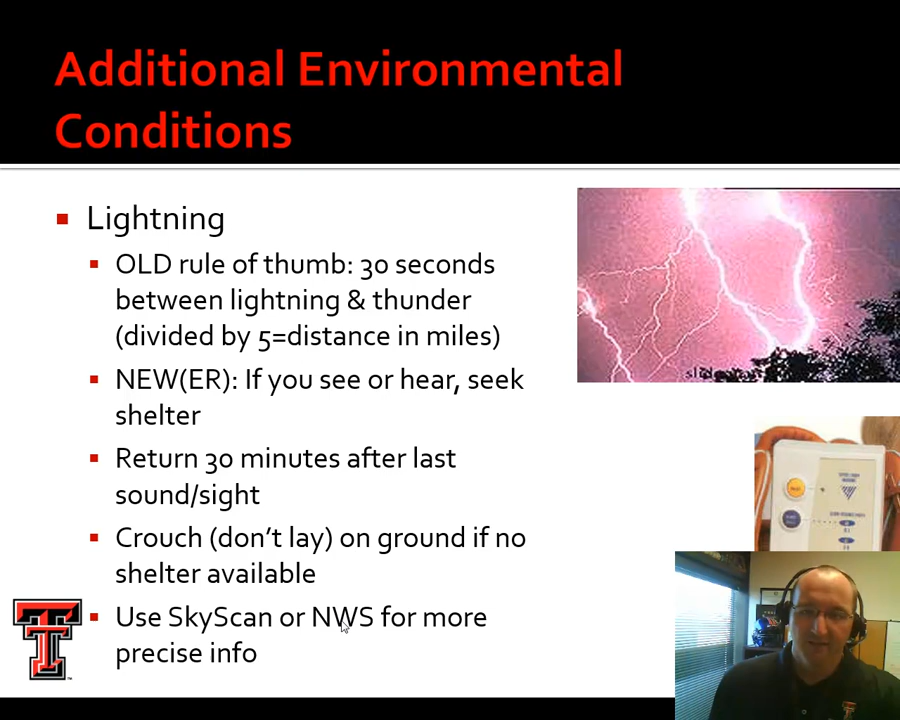 Additional Environmental
Conditions
Lightning
OLD rule of thumb: 30 seconds
between lightning & thunder
(divided by 5=distance in miles)
NEW(ER): If you see or hear, seek
shelter
Return 30 minutes after last
sound/sight
Crouch (don't lay) on ground if no
shelter available
Use SkyScan or NWS for more
precise info